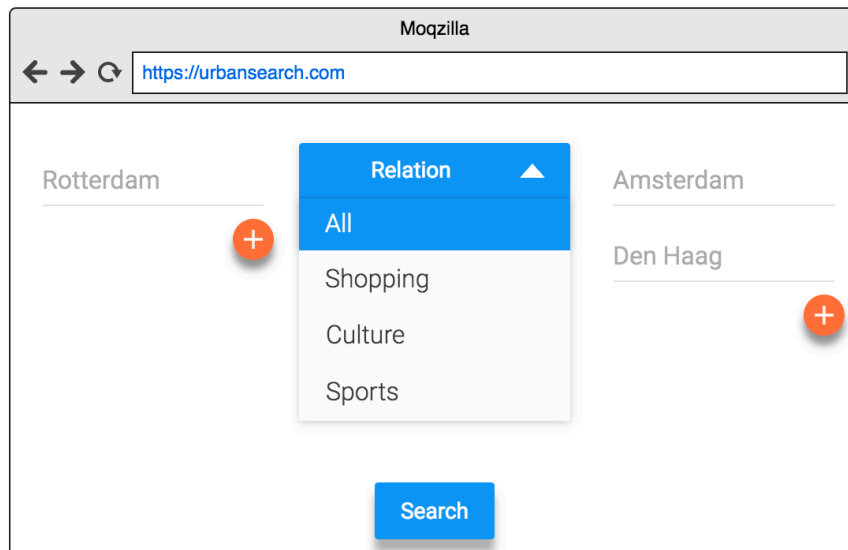 Moqzilla
https://urbansearch.com
Rotterdam
Relation
All
Shopping
Culture
Sports
Amsterdam
Den Haag
Search